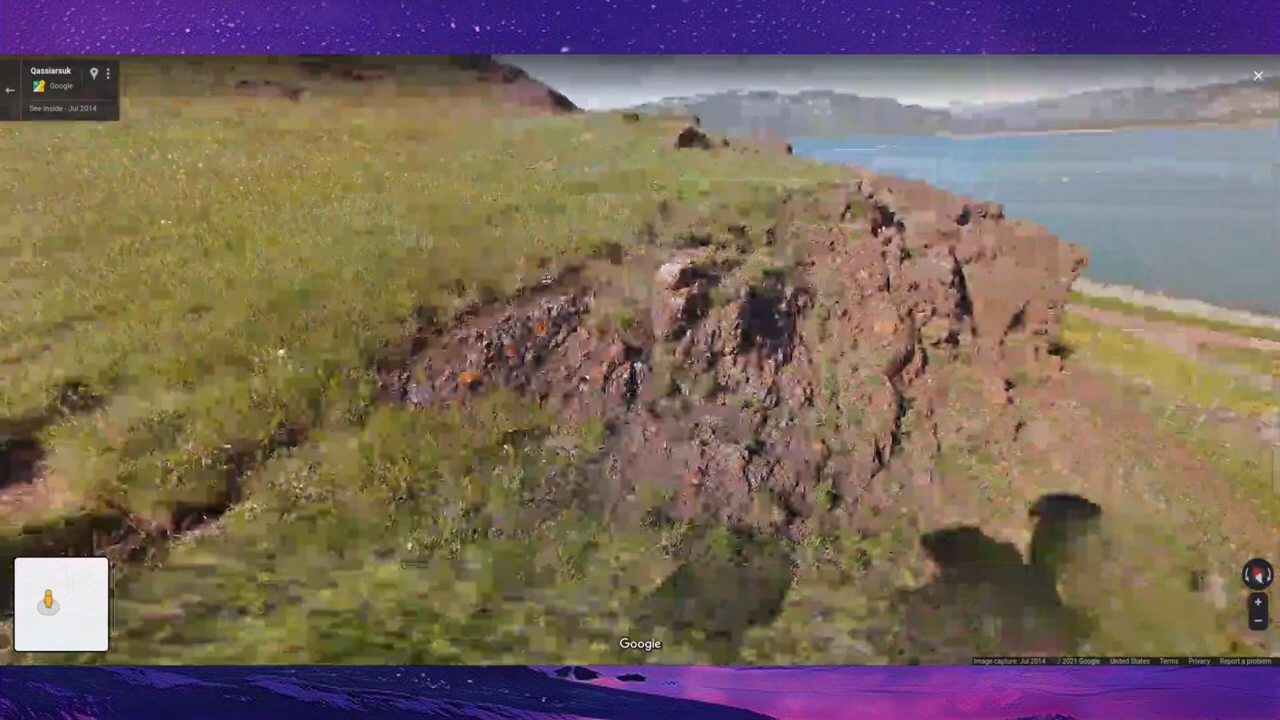 Qassiarsuk
Google
See inside - Jul 2014
Google
Image capture: Jul 2014 © 2021 Google United States Terms Privacy Report a problem